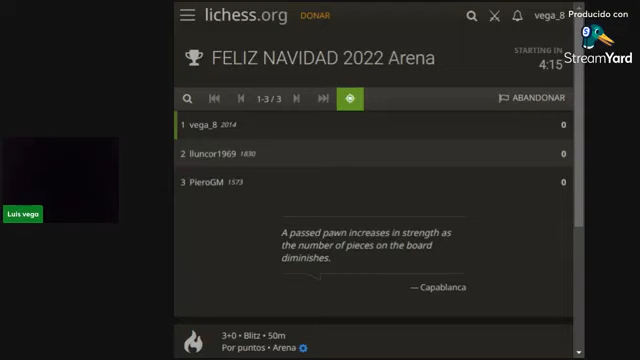 lichess.org DONAR vega_8
Producido con
StreamYard
FELIZ NAVIDAD 2022 Arena
STARTING IN
4:15
1-3 / 3 ABANDONAR
1 vega_8 2014 0
2 lluncor1969 1830 0
3 PieroGM 1573 0
Luis vega
A passed pawn increases in strength as
the number of pieces on the board
diminishes.
— Capablanca
3+0 • Blitz • 50m
Por puntos • Arena